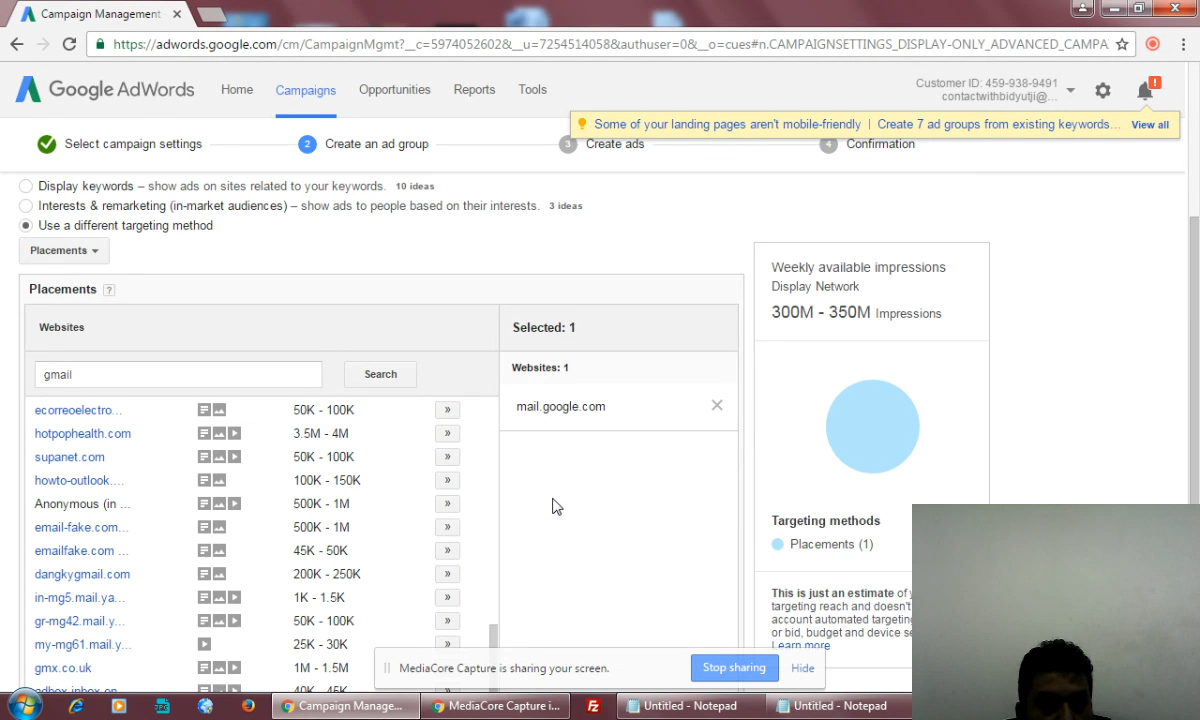 Campaign Management
https://adwords.google.com/cm/CampaignMgmt?__c=5974052602&__u=7254514058&authuser=0&__o=cues#n.CAMPAIGNSETTINGS_DISPLAY-ONLY_ADVANCED_CAMPA
Google AdWords
Home
Campaigns
Opportunities
Reports
Tools
Customer ID: 459-938-9491
contactwithbidyutji@...
Some of your landing pages aren't mobile-friendly | Create 7 ad groups from existing keywords... View all
Select campaign settings
2 Create an ad group
3 Create ads
4 Confirmation
Display keywords – show ads on sites related to your keywords. 10 ideas
Interests & remarketing (in-market audiences) – show ads to people based on their interests. 3 ideas
Use a different targeting method
Placements
Placements ?
Websites
gmail
Search
ecorreoelectro... 50K - 100K »
hotpophealth.com 3.5M - 4M »
supanet.com 50K - 100K »
howto-outlook.... 100K - 150K »
Anonymous (in ... 500K - 1M »
email-fake.com... 500K - 1M »
emailfake.com ... 45K - 50K »
dangkygmail.com 200K - 250K »
in-mg5.mail.ya... 1K - 1.5K »
gr-mg42.mail.y... 50K - 100K »
my-mg61.mail.y... 25K - 30K »
gmx.co.uk 1M - 1.5M
adbox.inbox.on 40K - 45K
Selected: 1
Websites: 1
mail.google.com
Weekly available impressions
Display Network
300M - 350M Impressions
Targeting methods
Placements (1)
This is just an estimate of
targeting reach and doesn't
account automated targeting
or bid, budget and device se
Learn more
MediaCore Capture is sharing your screen.
Stop sharing
Hide
Campaign Manage...
MediaCore Capture i...
Untitled - Notepad
Untitled - Notepad